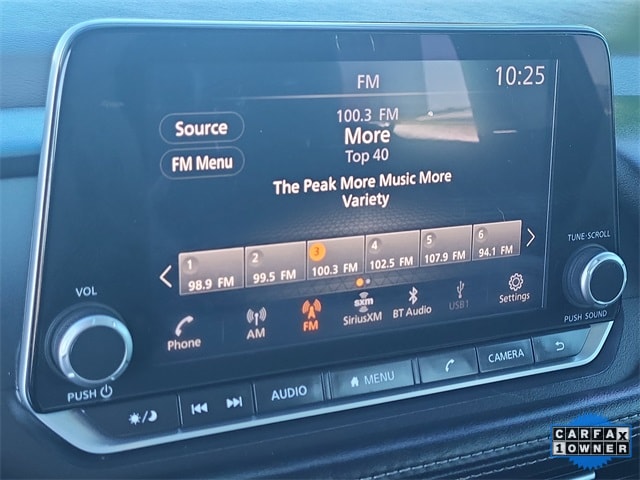 FM
10:25
Source
FM Menu
100.3 FM
More
Top 40
The Peak More Music More
Variety
1
98.9 FM
2
99.5 FM
3
100.3 FM
4
102.5 FM
5
107.9 FM
6
94.1 FM
Phone
AM
FM
sxm
SiriusXM
BT Audio
USB1
Settings
VOL
PUSH
TUNE·SCROLL
PUSH SOUND
AUDIO
MENU
CAMERA
CARFAX
1 OWNER